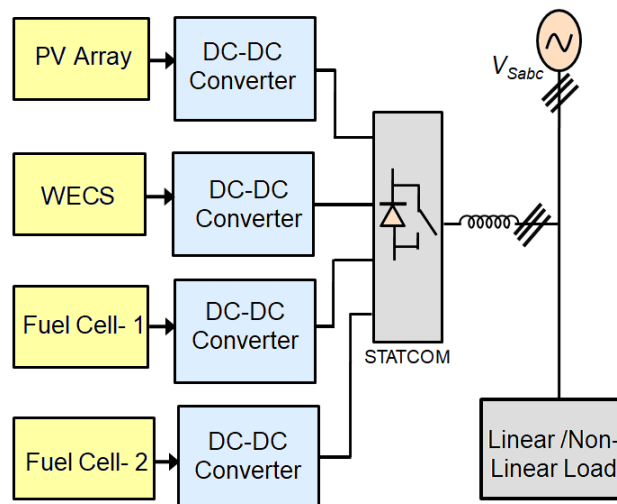 PV Array
DC-DC
Converter
V_Sabc
WECS
DC-DC
Converter
Fuel Cell- 1
DC-DC
Converter
STATCOM
Fuel Cell- 2
DC-DC
Converter
Linear /Non-
Linear Load